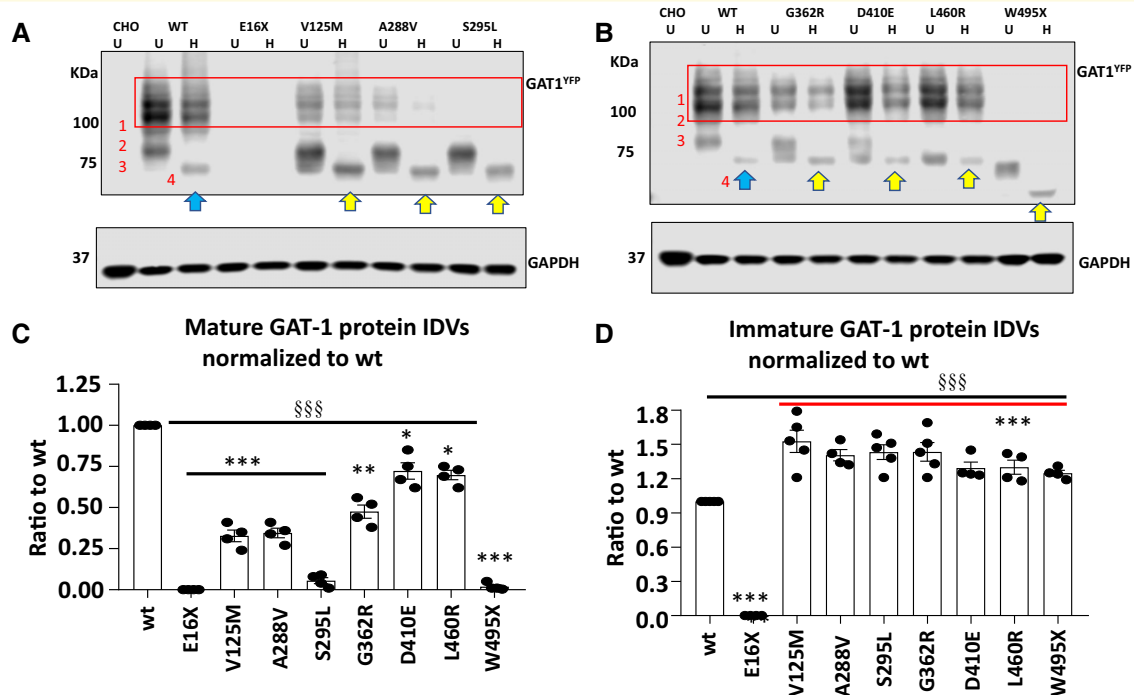 A
CHO WT E16X V125M A288V S295L
U U H U H U H U H U H
KDa
GAT1YFP
1
100
2
75
3
4
37
GAPDH
B
CHO WT G362R D410E L460R W495X
U U H U H U H U H U H
KDa
GAT1YFP
1
100
2
3
75
4
37
GAPDH
C
Mature GAT-1 protein IDVs
normalized to wt
Ratio to wt
1.25
1.00
0.75
0.50
0.25
0.00
§§§
***
**
*
*
***
wt
E16X
V125M
A288V
S295L
G362R
D410E
L460R
W495X
D
Immature GAT-1 protein IDVs
normalized to wt
Ratio to wt
1.8
1.5
1.2
0.9
0.6
0.3
0.0
§§§
***
***
wt
E16X
V125M
A288V
S295L
G362R
D410E
L460R
W495X